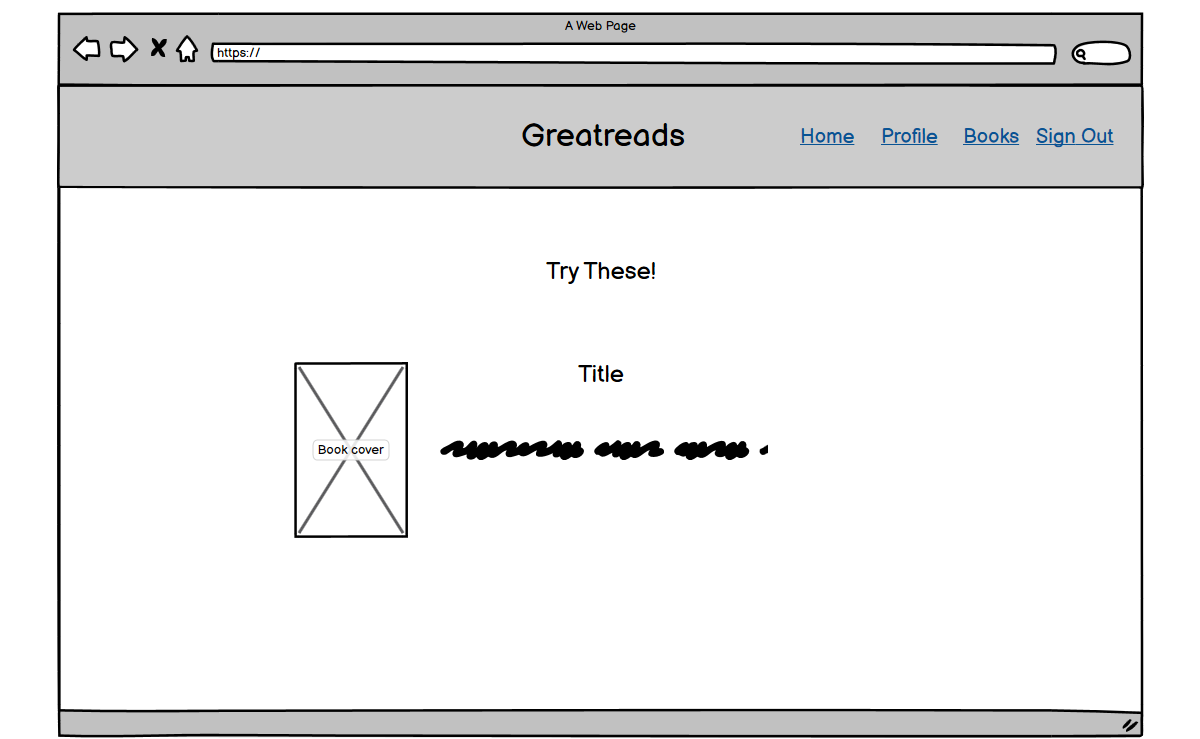 A Web Page
https://
Greatreads
Home Profile Books Sign Out
Try These!
Title
Book cover